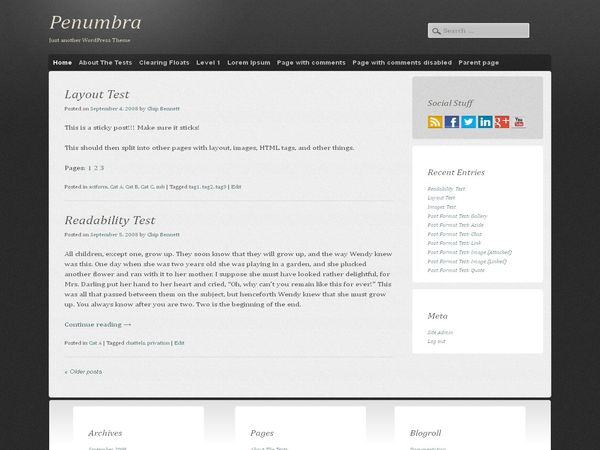 Penumbra
Just another WordPress Theme
Search ...
Home About The Tests Clearing Floats Level 1 Lorem Ipsum Page with comments Page with comments disabled Parent page
Layout Test
Posted on September 4, 2008 by Chip Bennett
This is a sticky post!!! Make sure it sticks!
This should then split into other pages with layout, images, HTML tags, and other things.
Pages: 1 2 3
Posted in aciform, Cat A, Cat B, Cat C, sub | Tagged tag1, tag2, tag3 | Edit
Readability Test
Posted on September 5, 2008 by Chip Bennett
All children, except one, grow up. They soon know that they will grow up, and the way Wendy knew
was this. One day when she was two years old she was playing in a garden, and she plucked
another flower and ran with it to her mother. I suppose she must have looked rather delightful, for
Mrs. Darling put her hand to her heart and cried, "Oh, why can't you remain like this for ever!" This
was all that passed between them on the subject, but henceforth Wendy knew that she must grow
up. You always know after you are two. Two is the beginning of the end.
Continue reading →
Posted in Cat A | Tagged chattels, privation | Edit
« Older posts
Social Stuff
You Tube
Recent Entries
Readability Test
Layout Test
Images Test
Post Format Test: Gallery
Post Format Test: Aside
Post Format Test: Chat
Post Format Test: Link
Post Format Test: Image (Attached)
Post Format Test: Image (Linked)
Post Format Test: Quote
Meta
Site Admin
Log out
Archives
September 2008
Pages
About The Tests
Blogroll
Documentation